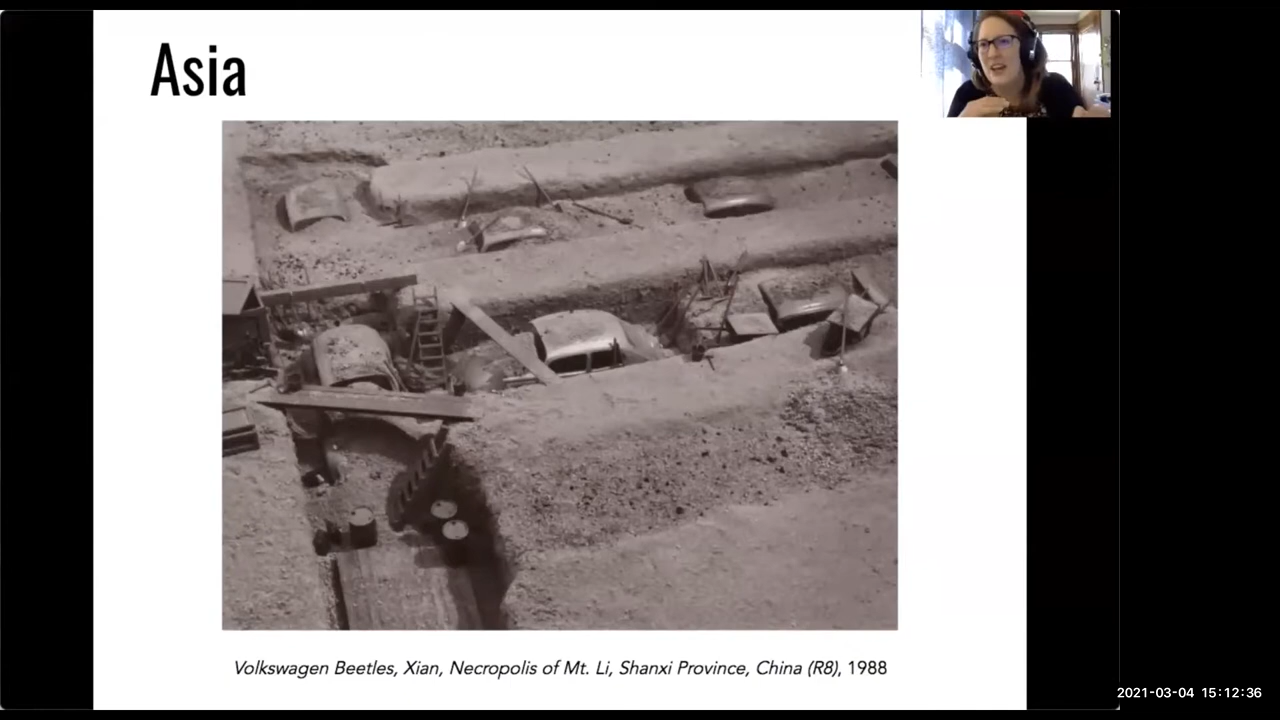 Asia
Volkswagen Beetles, Xian, Necropolis of Mt. Li, Shanxi Province, China (R8), 1988
2021-03-04 15:12:36